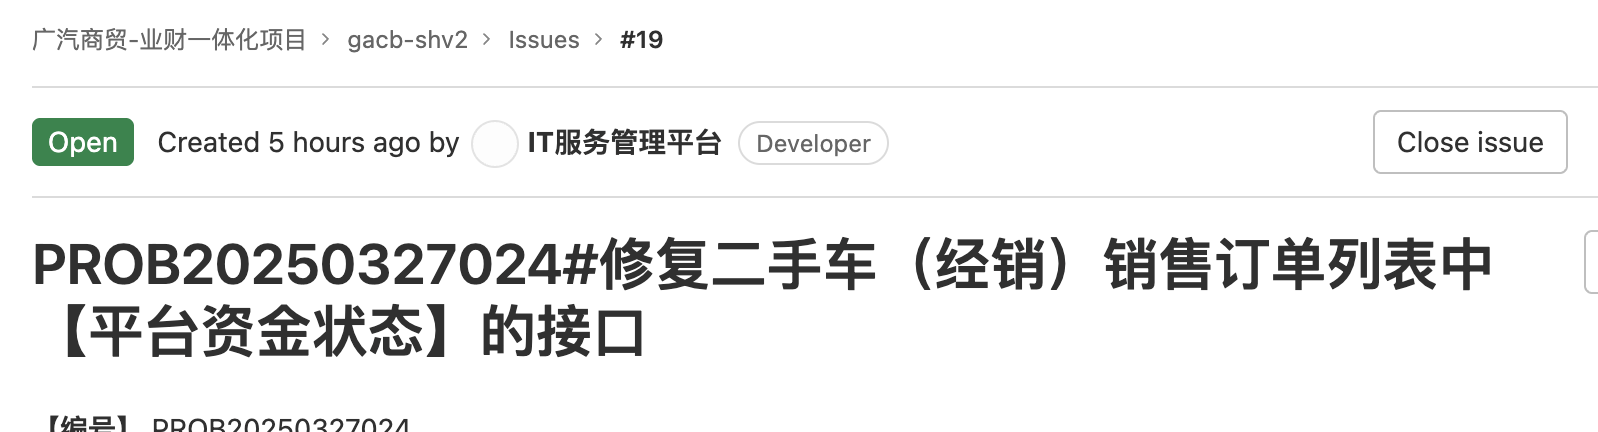 广汽商贸-业财一体化项目 > gacb-shv2 > Issues > #19
Open Created 5 hours ago by IT服务管理平台 Developer Close issue
PROB20250327024#修复二手车（经销）销售订单列表中
【平台资金状态】的接口
【编号】 PROB20250327024